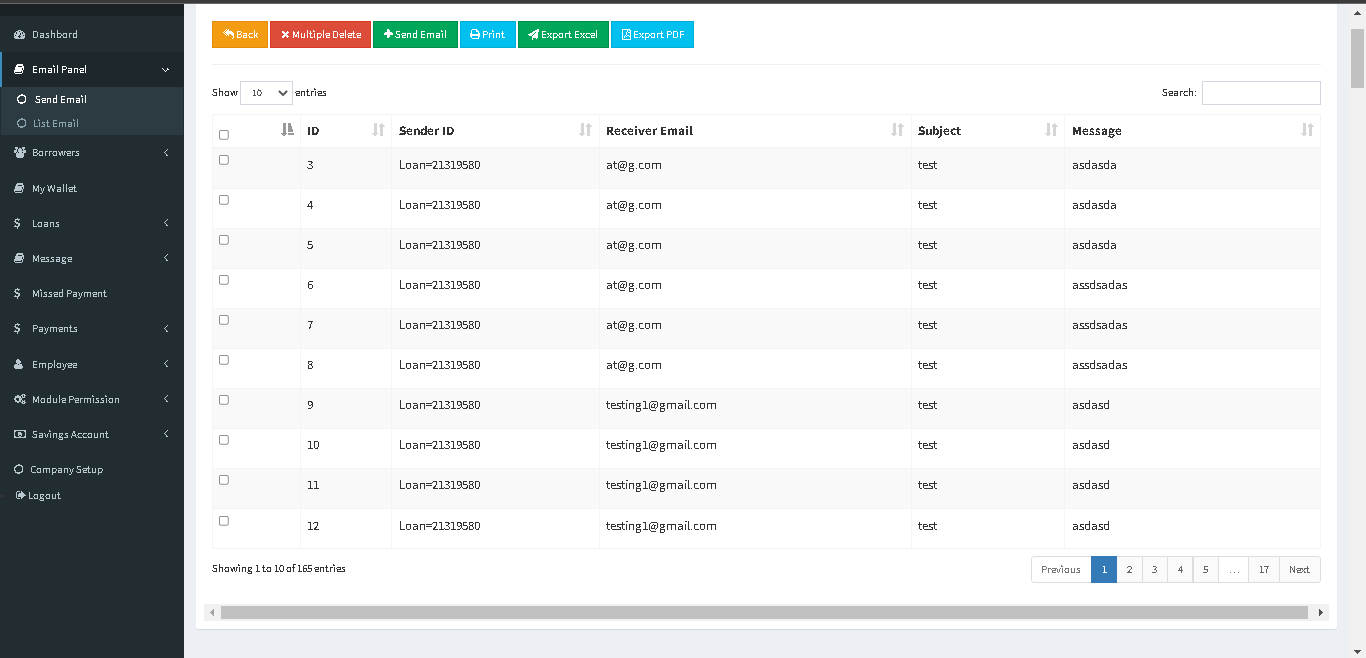 Dashbord
Email Panel
Send Email
List Email
Borrowers
My Wallet
$ Loans
Message
$ Missed Payment
$ Payments
Employee
Module Permission
Savings Account
Company Setup
Logout
Back Multiple Delete Send Email Print Export Excel Export PDF
Show 10 entries Search:
ID Sender ID Receiver Email Subject Message
3 Loan=21319580 at@g.com test asdasda
4 Loan=21319580 at@g.com test asdasda
5 Loan=21319580 at@g.com test asdasda
6 Loan=21319580 at@g.com test assdsadas
7 Loan=21319580 at@g.com test assdsadas
8 Loan=21319580 at@g.com test assdsadas
9 Loan=21319580 testing1@gmail.com test asdasd
10 Loan=21319580 testing1@gmail.com test asdasd
11 Loan=21319580 testing1@gmail.com test asdasd
12 Loan=21319580 testing1@gmail.com test asdasd
Showing 1 to 10 of 165 entries Previous 1 2 3 4 5 ... 17 Next